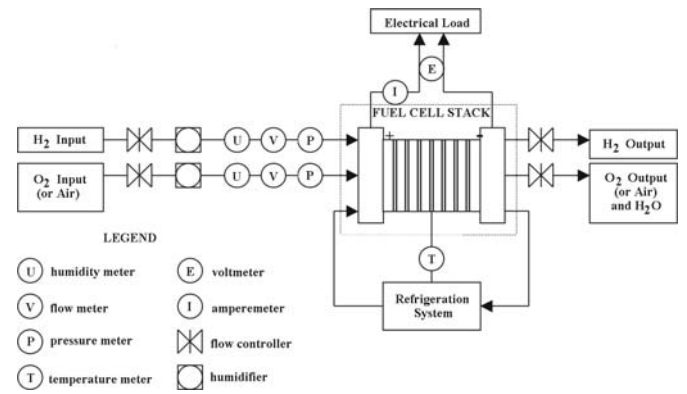 Electrical Load
E
I
FUEL CELL STACK
+ -
H2 Input
U V P
H2 Output
O2 Input
(or Air)
U V P
O2 Output
(or Air)
and H2O
T
Refrigeration
System
LEGEND
U humidity meter
E voltmeter
V flow meter
I amperemeter
P pressure meter
flow controller
T temperature meter
humidifier